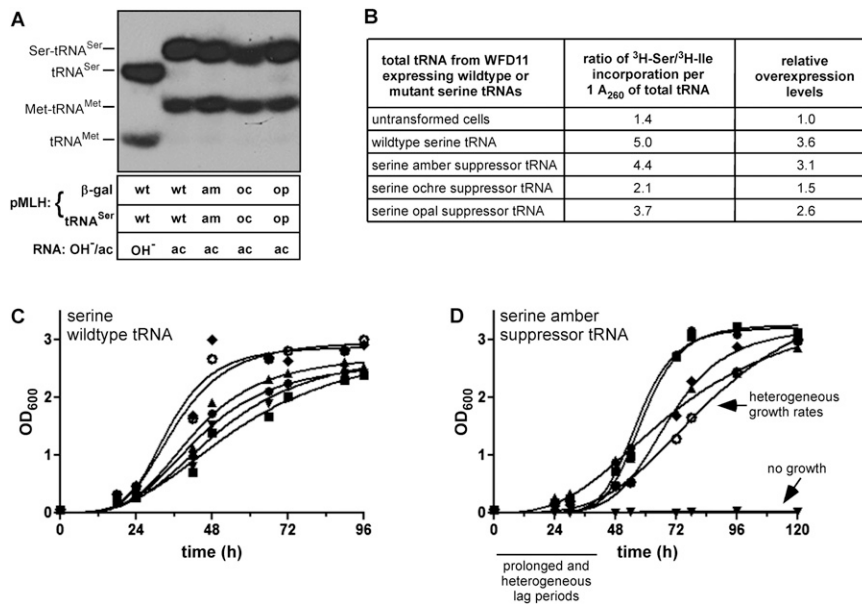 A
Ser-tRNA^Ser
tRNA^Ser
Met-tRNA^Met
tRNA^Met
pMLH: { β-gal wt wt am oc op
tRNA^Ser wt wt am oc op
RNA: OH⁻/ac OH⁻ ac ac ac ac
B
total tRNA from WFD11 expressing wildtype or mutant serine tRNAs | ratio of ³H-Ser/³H-Ile incorporation per 1 A₂₆₀ of total tRNA | relative overexpression levels
untransformed cells 1.4 1.0
wildtype serine tRNA 5.0 3.6
serine amber suppressor tRNA 4.4 3.1
serine ochre suppressor tRNA 2.1 1.5
serine opal suppressor tRNA 3.7 2.6
C
serine
wildtype tRNA
3
2
1
0
OD₆₀₀
0 24 48 72 96
time (h)
D
serine amber
suppressor tRNA
3
2
1
0
OD₆₀₀
heterogeneous
growth rates
no growth
0 24 48 72 96 120
time (h)
prolonged and
heterogeneous
lag periods